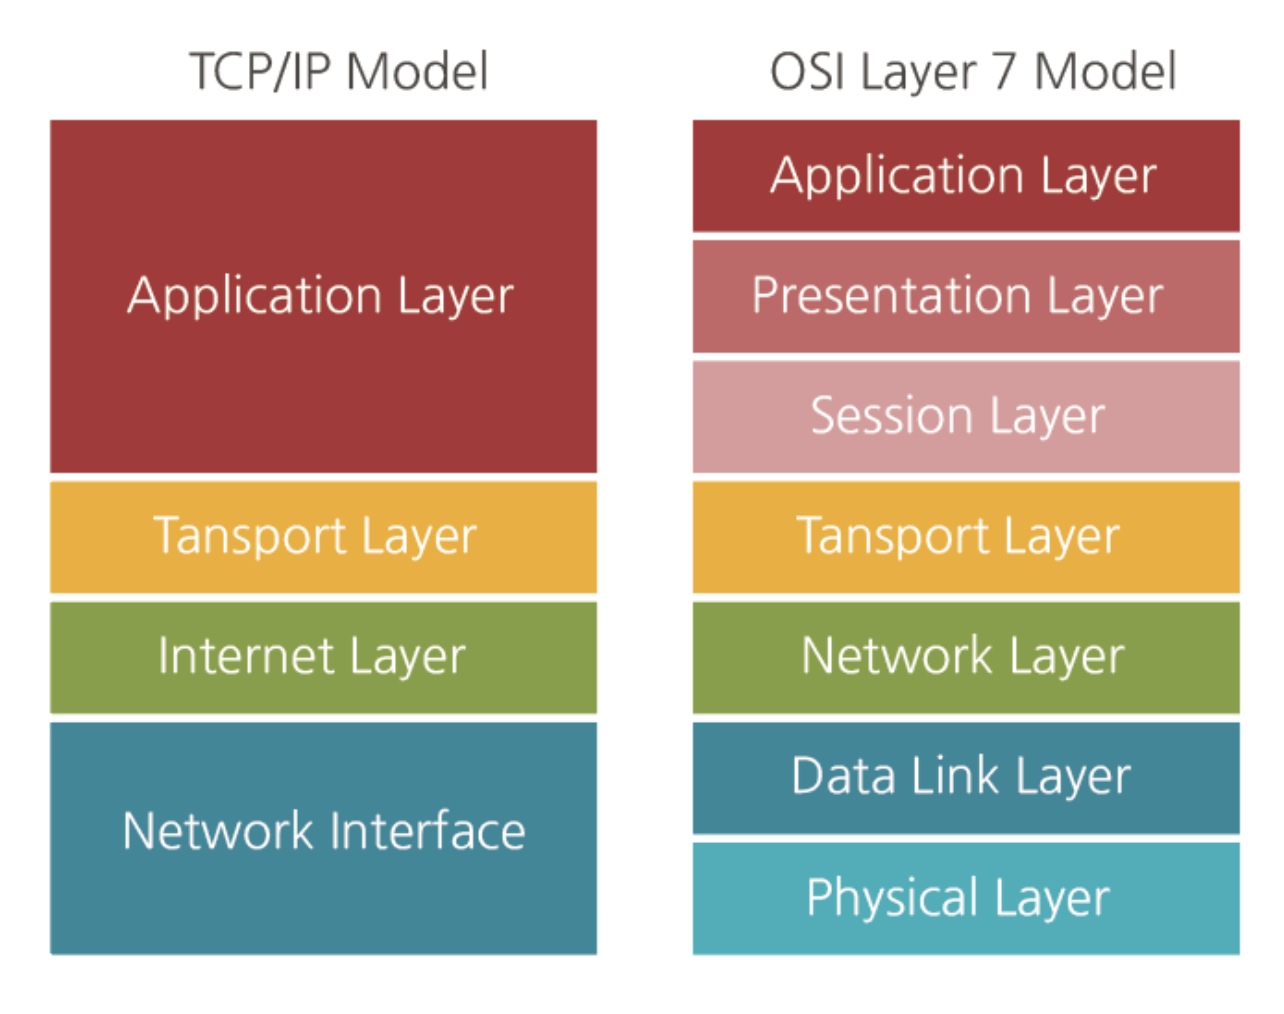 TCP/IP Model
Application Layer
Tansport Layer
Internet Layer
Network Interface
OSI Layer 7 Model
Application Layer
Presentation Layer
Session Layer
Tansport Layer
Network Layer
Data Link Layer
Physical Layer